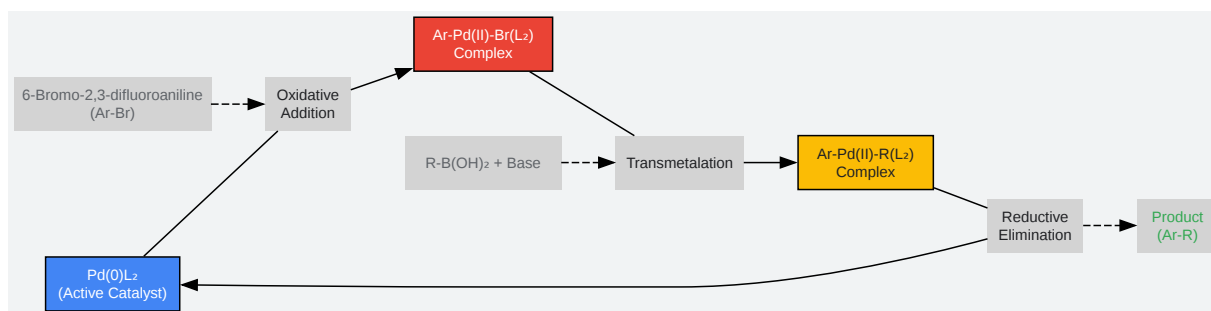 Ar-Pd(II)-Br(L₂)
Complex
6-Bromo-2,3-difluoroaniline
(Ar-Br)
Oxidative
Addition
R-B(OH)₂ + Base
Transmetalation
Ar-Pd(II)-R(L₂)
Complex
Reductive
Elimination
Product
(Ar-R)
Pd(0)L₂
(Active Catalyst)